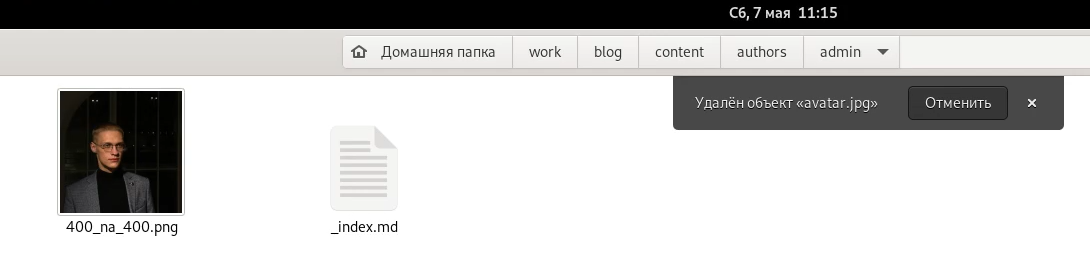 Сб, 7 мая 11:15
Домашняя папка work blog content authors admin
Удалён объект «avatar.jpg» Отменить ×
400_na_400.png _index.md